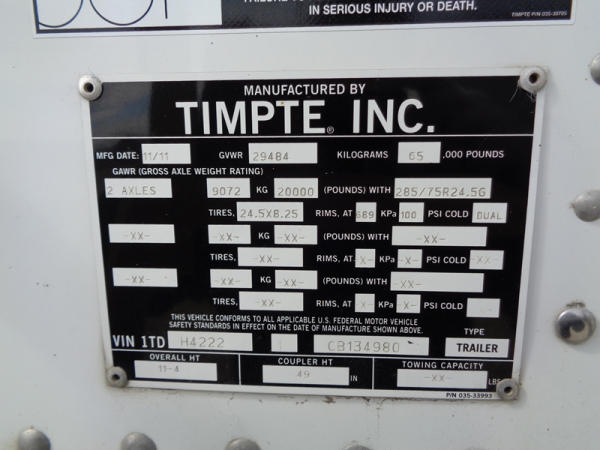 IN SERIOUS INJURY OR DEATH.
TIMPTE P/N 035-39795
MANUFACTURED BY
TIMPTE® INC.
MFG DATE: 11/11 GVWR 29484 KILOGRAMS 65 ,000 POUNDS
GAWR (GROSS AXLE WEIGHT RATING)
2 AXLES 9072 KG 20000 (POUNDS) WITH 285/75R24.5G
TIRES, 24.5X8.25 RIMS, AT 689 KPa 100 PSI COLD DUAL
-XX- -XX- KG -XX- (POUNDS) WITH -XX-
TIRES, -XX- RIMS, AT -X- KPa -X- PSI COLD -XX-
-XX- -XX- KG -XX- (POUNDS) WITH -XX-
TIRES, -XX- RIMS, AT -X- KPa -X- PSI COLD
THIS VEHICLE CONFORMS TO ALL APPLICABLE U.S. FEDERAL MOTOR VEHICLE
SAFETY STANDARDS IN EFFECT ON THE DATE OF MANUFACTURE SHOWN ABOVE.
TYPE
VIN 1TD H4222 CB134980 TRAILER
OVERALL HT COUPLER HT TOWING CAPACITY
11-4 49 IN -XX- LBS
P/N 035-33993